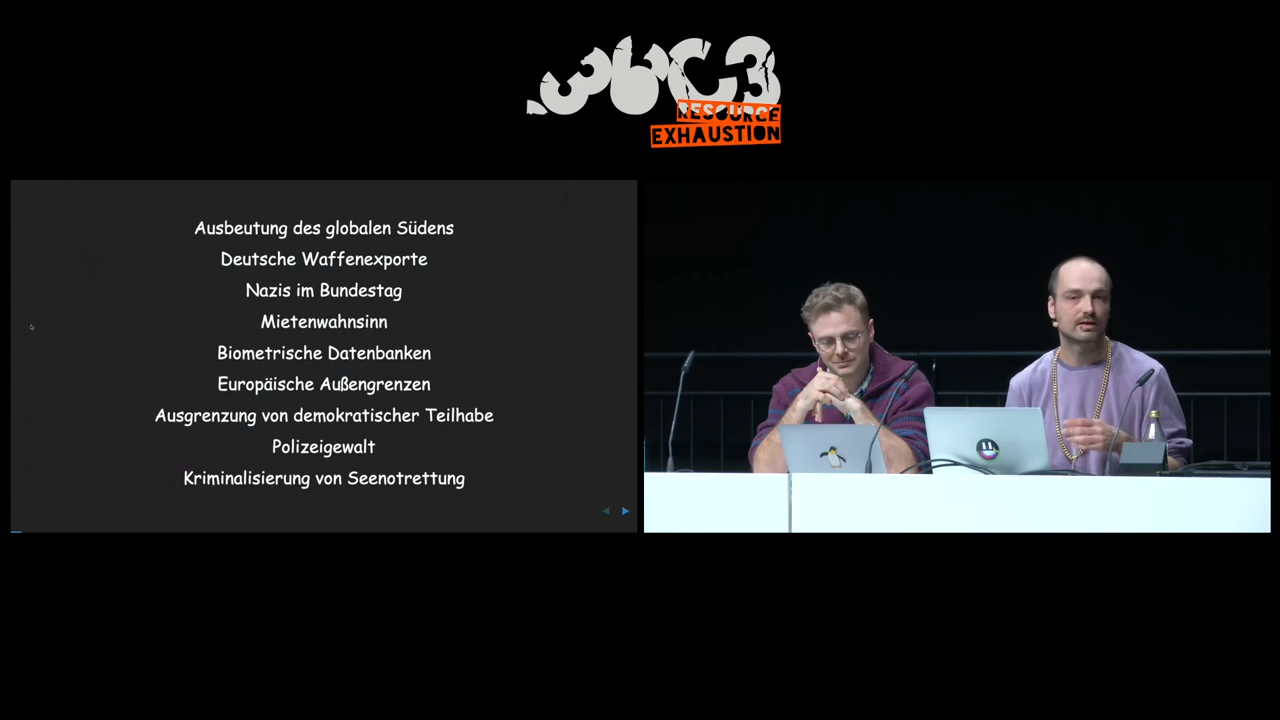 36C3
RESOURCE
EXHAUSTION
Ausbeutung des globalen Südens
Deutsche Waffenexporte
Nazis im Bundestag
Mietenwahnsinn
Biometrische Datenbanken
Europäische Außengrenzen
Ausgrenzung von demokratischer Teilhabe
Polizeigewalt
Kriminalisierung von Seenotrettung